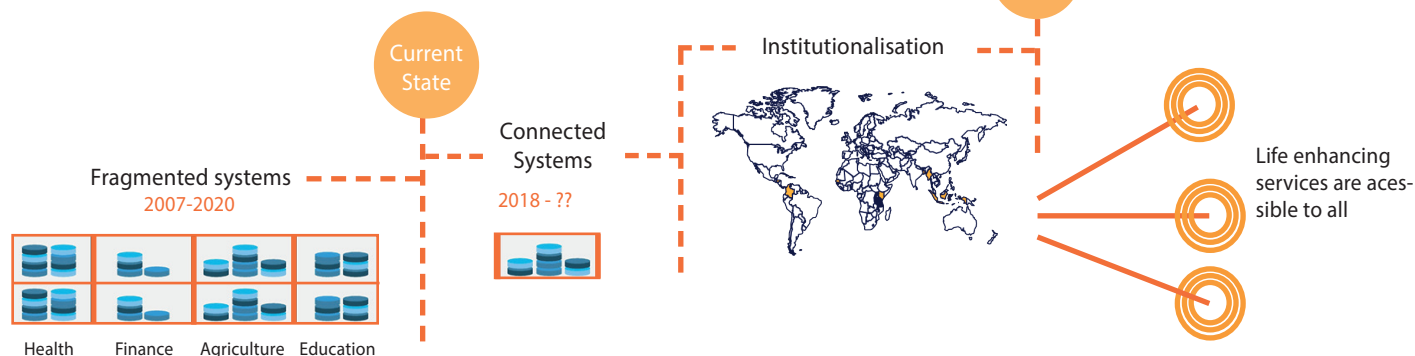 Current
State
Institutionalisation
Connected
Systems
2018 - ??
Fragmented systems
2007-2020
Life enhancing
services are aces-
sible to all
Health
Finance
Agriculture
Education